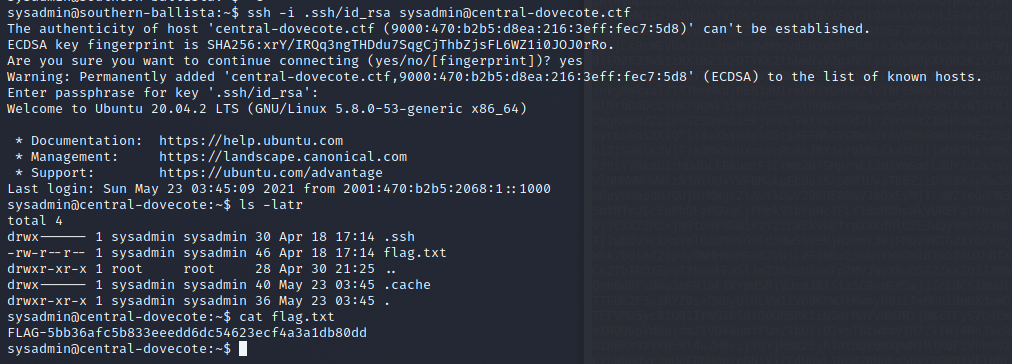 sysadmin@southern-ballista:~$ ssh -i .ssh/id_rsa sysadmin@central-dovecote.ctf
The authenticity of host 'central-dovecote.ctf (9000:470:b2b5:d8ea:216:3eff:fec7:5d8)' can't be established.
ECDSA key fingerprint is SHA256:xrY/IRQq3ngTHDdu7SqgCjThbZjsFL6WZ1i0JOJ0rRo.
Are you sure you want to continue connecting (yes/no/[fingerprint])? yes
Warning: Permanently added 'central-dovecote.ctf,9000:470:b2b5:d8ea:216:3eff:fec7:5d8' (ECDSA) to the list of known hosts.
Enter passphrase for key '.ssh/id_rsa':
Welcome to Ubuntu 20.04.2 LTS (GNU/Linux 5.8.0-53-generic x86_64)
* Documentation:  https://help.ubuntu.com
* Management:     https://landscape.canonical.com
* Support:        https://ubuntu.com/advantage
Last login: Sun May 23 03:45:09 2021 from 2001:470:b2b5:2068:1::1000
sysadmin@central-dovecote:~$ ls -latr
total 4
drwx------ 1 sysadmin sysadmin 30 Apr 18 17:14 .ssh
-rw-r--r-- 1 sysadmin sysadmin 46 Apr 18 17:14 flag.txt
drwxr-xr-x 1 root     root     28 Apr 30 21:25 ..
drwx------ 1 sysadmin sysadmin 40 May 23 03:45 .cache
drwxr-xr-x 1 sysadmin sysadmin 36 May 23 03:45 .
sysadmin@central-dovecote:~$ cat flag.txt
FLAG-5bb36afc5b833eeedd6dc54623ecf4a3a1db80dd
sysadmin@central-dovecote:~$